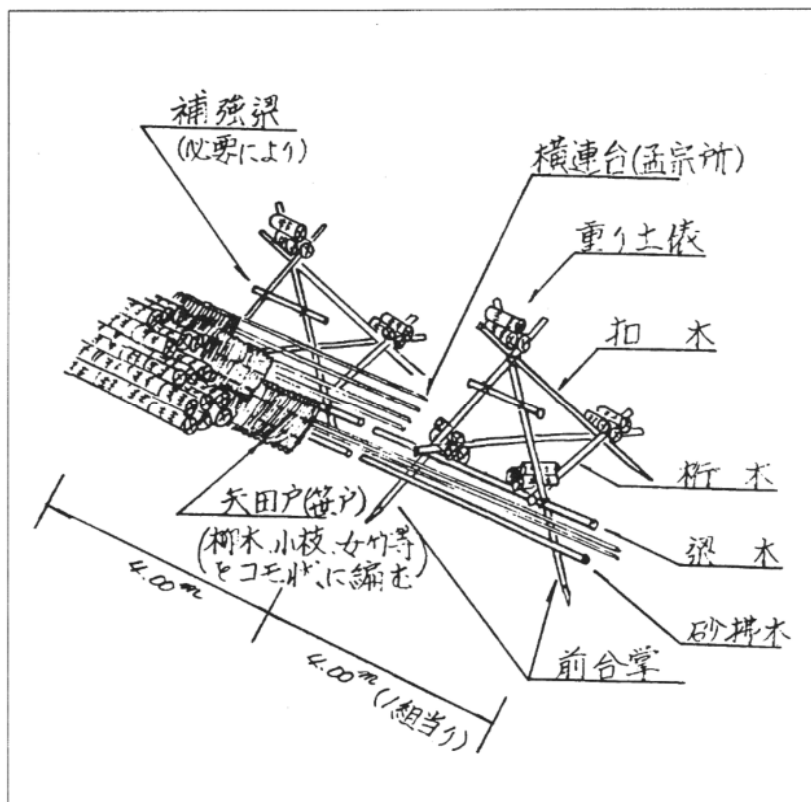 補強梁
(必要により)
横連台(孟宗所)
重り土俵
扣木
桁木
梁木
砂拂木
前合掌
矢田戸(笹戸)
(柳木、小枝、女竹等
をコモ状に編む)
4.00m
4.00m(1組当り)